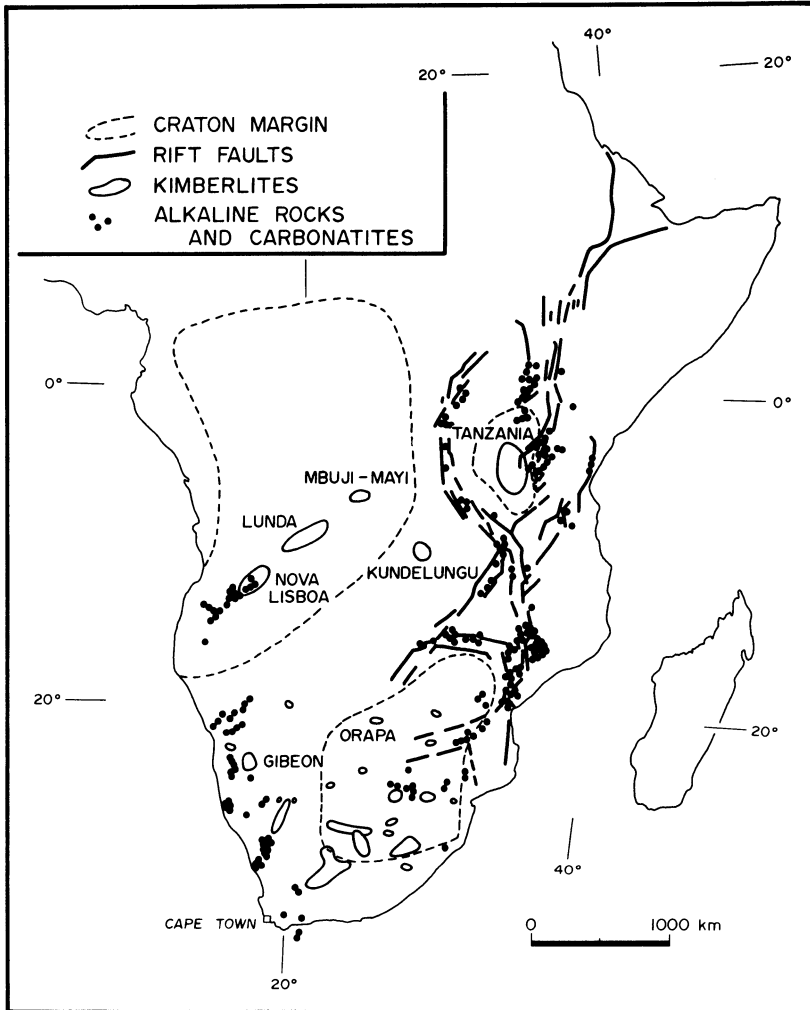 40°
20°
20°
CRATON MARGIN
RIFT FAULTS
KIMBERLITES
ALKALINE ROCKS
AND CARBONATITES
0°
0°
TANZANIA
MBUJI-MAYI
LUNDA
KUNDELUNGU
NOVA
LISBOA
20°
20°
ORAPA
GIBEON
40°
CAPE TOWN
0 1000 km
20°